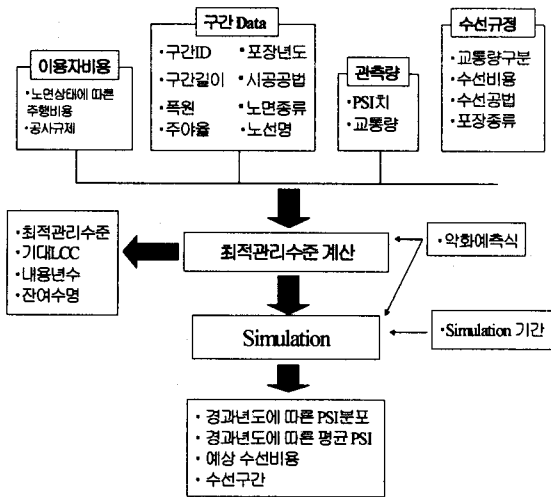 구간 Data
·구간ID
·포장년도
·구간길이
·시공공법
·폭원
·노면종류
·주야율
·노선명
수선규정
·교통량구분
·수선비용
·수선공법
·포장종류
이용자비용
·노면상태에 따른
주행비용
·공사규제
관측량
·PSI치
·교통량
·최적관리수준
·기대LCC
·내용년수
·잔여수명
최적관리수준 계산
·악화예측식
Simulation
·Simulation 기간
· 경과년도에 따른 PSI분포
· 경과년도에 따른 평균 PSI
· 예상 수선비용
· 수선구간